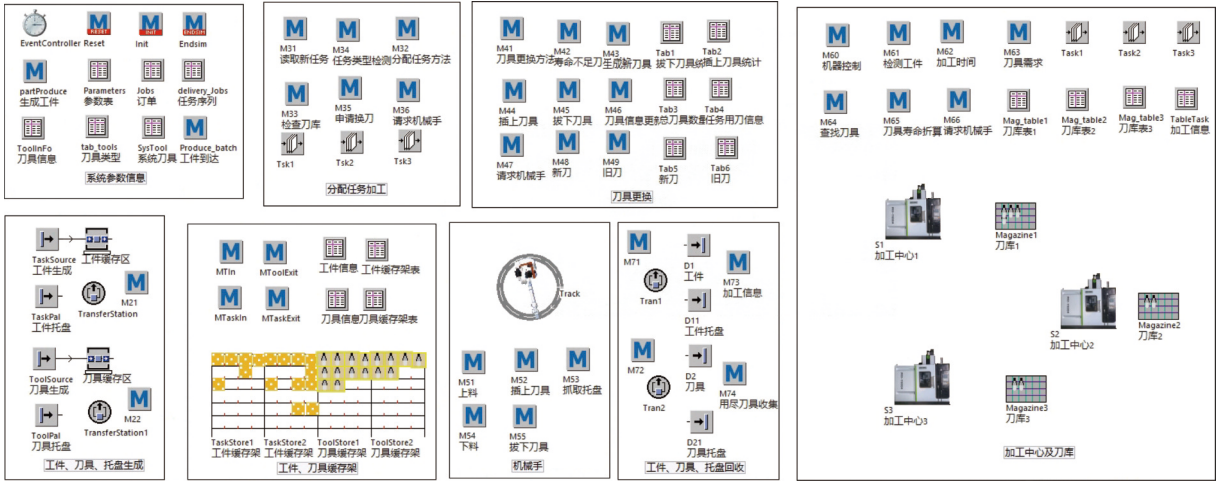 EventController Reset Init Endsim
partProduce Parameters Jobs delivery_Jobs
生成工件 参数表 订单 任务序列
ToolInFo tab_tools SysTool Produce_batch
刀具信息 刀具类型 系统刀具 工件到达
系统参数信息
M31 M34 M32
读取新任务 任务类型检测 分配任务方法
M33 M35 M36
检查刀库 申请换刀 请求机械手
Tsk1 Tsk2 Tsk3
分配任务加工
M41 M42 M43 Tab1 Tab2
刀具更换方法 寿命不足刀 生成新刀具 拔下刀具统 插上刀具统计
M44 M45 M46 Tab3 Tab4
插上刀具 拔下刀具 刀具信息更新 总刀具数量 任务用刀信息
M47 M48 M49 Tab5 Tab6
请求机械手 新刀 旧刀 新刀 旧刀
刀具更换
M60 M61 M62 M63 Task1 Task2 Task3
机器控制 检测工件 加工时间 刀具需求
M64 M65 M66 Mag_table1 Mag_table2 Mag_table3 TableTask
查找刀具 刀具寿命折算 请求机械手 刀库表1 刀库表2 刀库表3 加工信息
S1 Magazine1
加工中心1 刀库1
S2 Magazine2
加工中心2 刀库2
S3 Magazine3
加工中心3 刀库3
加工中心及刀库
TaskSource 工件缓存区
工件生成
TaskPal TransferStation M21
工件托盘
ToolSource 刀具缓存区
刀具生成
ToolPal TransferStation1 M22
刀具托盘
工件、刀具、托盘生成
MTIn MToolExit 工件信息 工件缓存架表
MTaskIn MTaskExit 刀具信息 刀具缓存架表
TaskStore1 TaskStore2 ToolStore1 ToolStore2
工件缓存架 工件缓存架 刀具缓存架 刀具缓存架
工件、刀具缓存架
Track
M51 M52 M53
上料 插上刀具 抓取托盘
M54 M55
下料 拔下刀具
机械手
M71 D1 M73
工件 加工信息
Tran1 D11
工件托盘
M72 D2 M74
刀具 用尽刀具收集
Tran2 D21
刀具托盘
工件、刀具、托盘回收